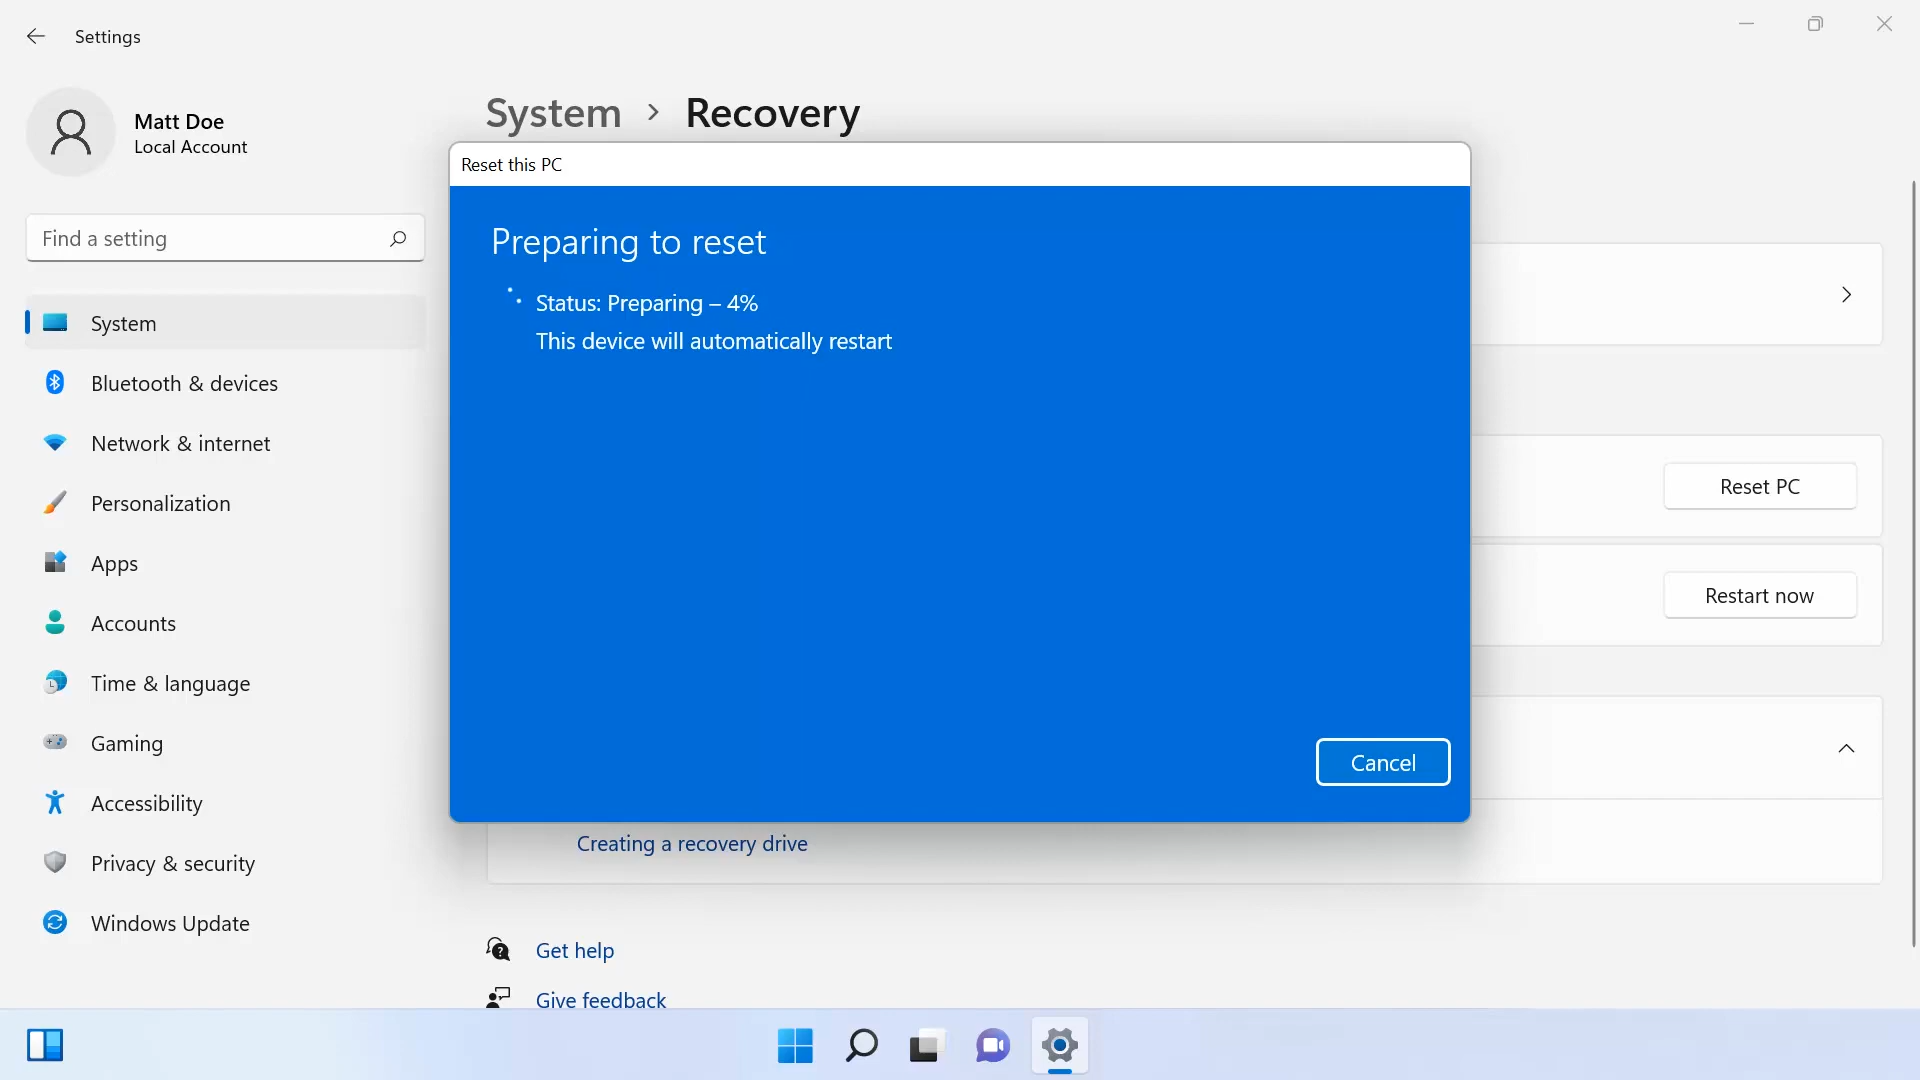 Settings
Matt Doe
Local Account
Find a setting
System
Bluetooth & devices
Network & internet
Personalization
Apps
Accounts
Time & language
Gaming
Accessibility
Privacy & security
Windows Update
System › Recovery
Reset this PC
Preparing to reset
Status: Preparing – 4%
This device will automatically restart
Cancel
Reset PC
Restart now
Creating a recovery drive
Get help
Give feedback